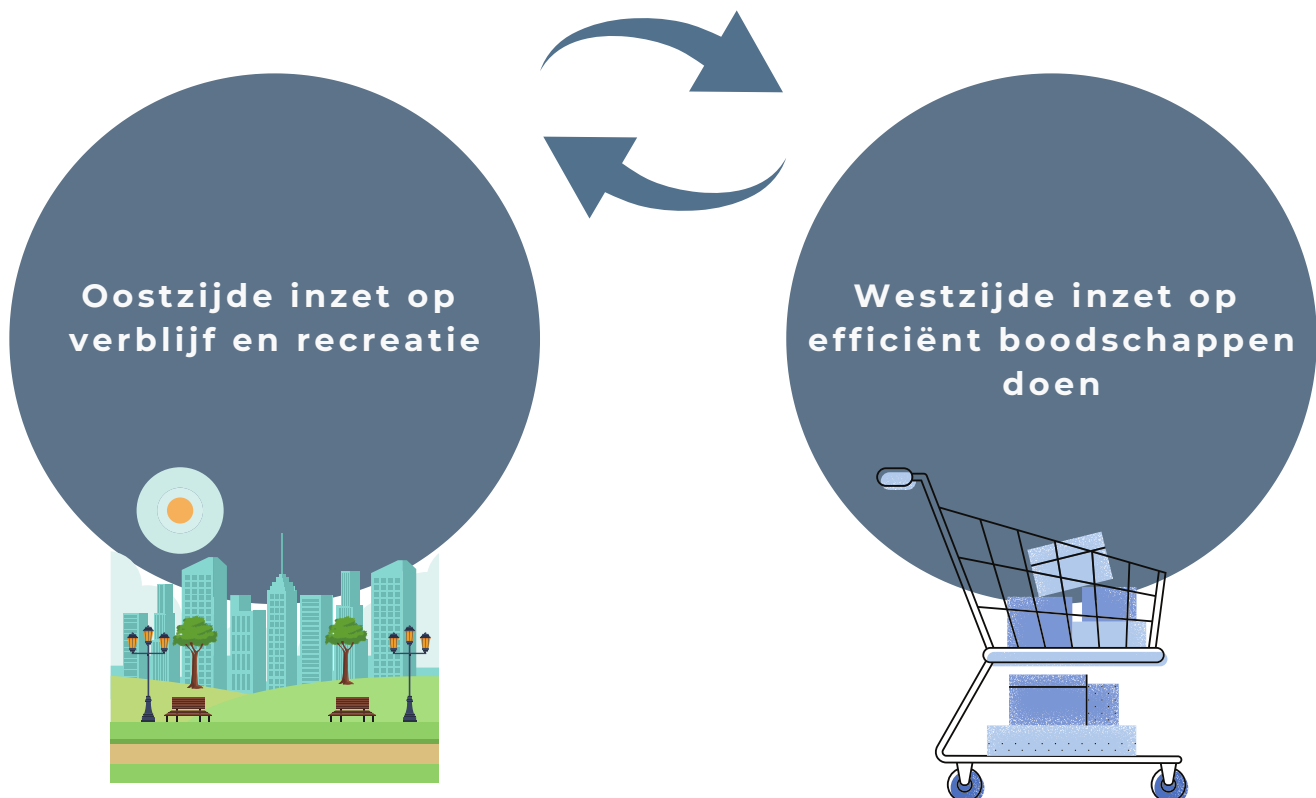 Oostzijde inzet op
verblijf en recreatie
Westzijde inzet op
efficiënt boodschappen
doen